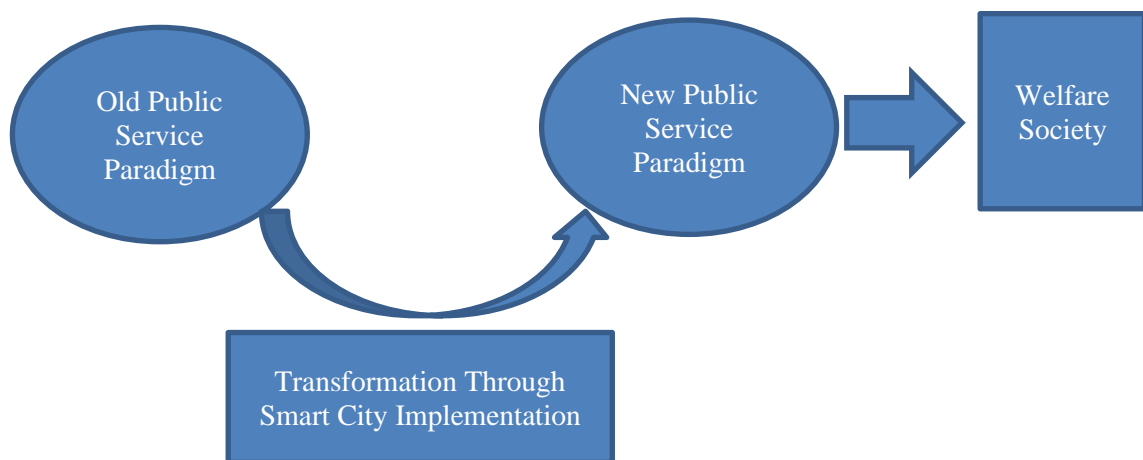 Old Public
Service
Paradigm
New Public
Service
Paradigm
Welfare
Society
Transformation Through
Smart City Implementation